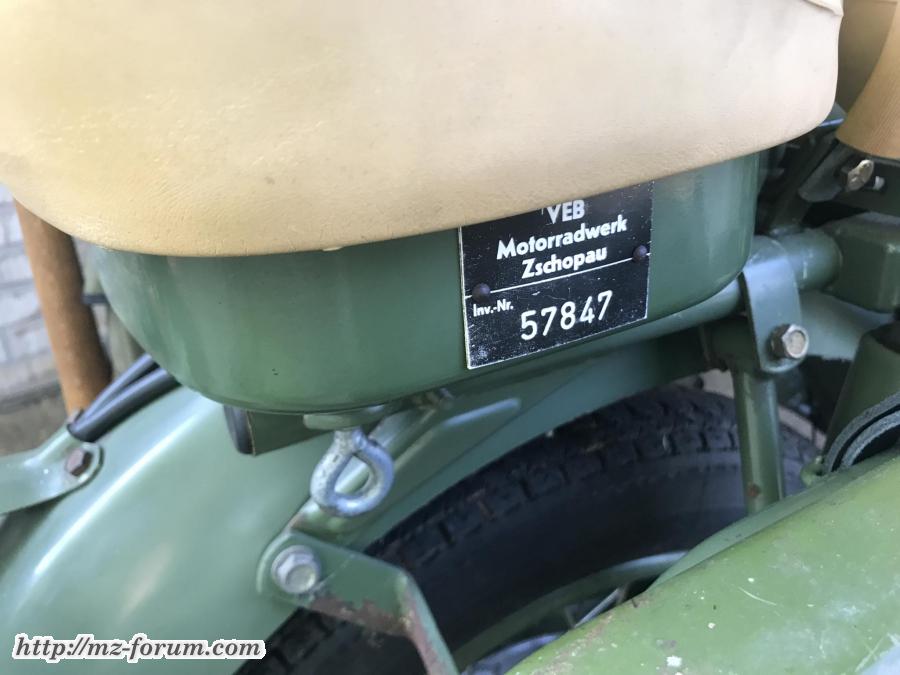 VEB
Motorradwerk
Zschopau
Inv.-Nr.
57847
http://mz-forum.com